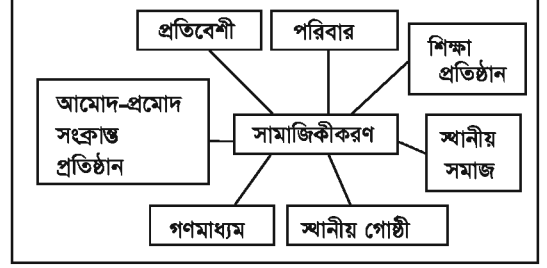 প্রতিবেশী
পরিবার
শিক্ষা
প্রতিষ্ঠান
আমোদ-প্রমোদ
সংক্রান্ত
প্রতিষ্ঠান
সামাজিকীকরণ
স্থানীয়
সমাজ
গণমাধ্যম
স্থানীয় গোষ্ঠী